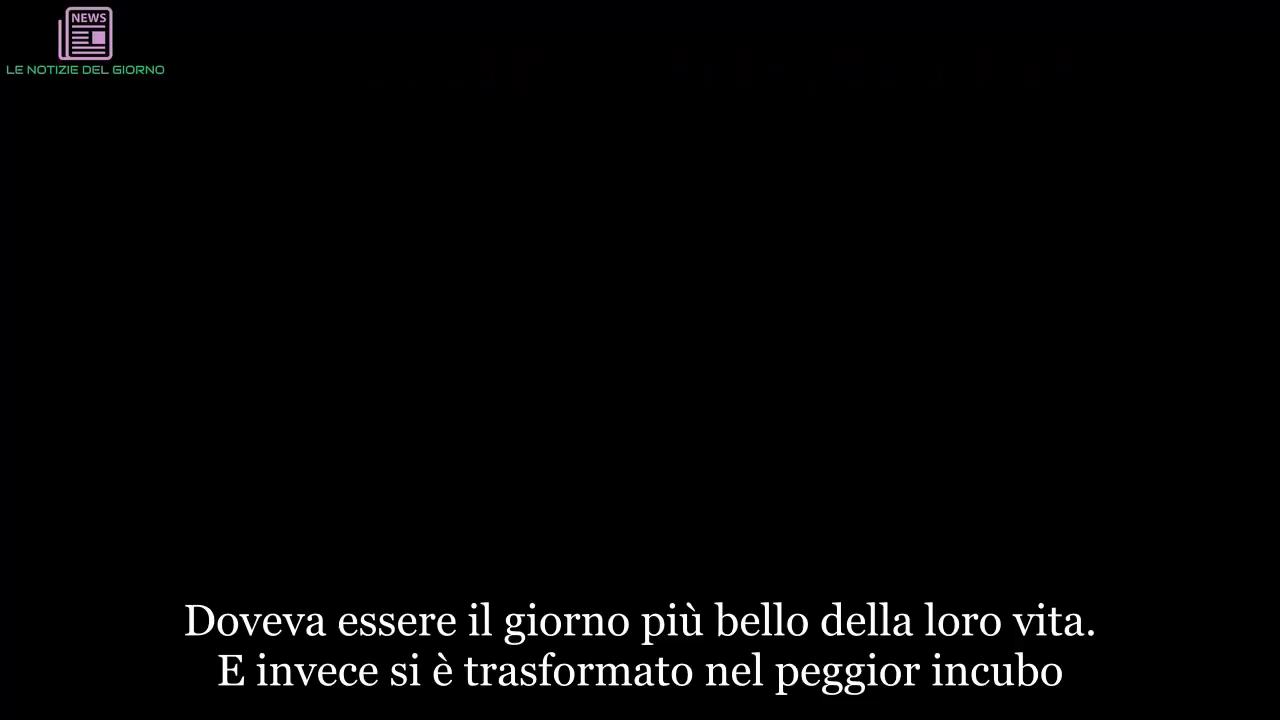 NEWS
LE NOTIZIE DEL GIORNO
Doveva essere il giorno più bello della loro vita.
E invece si è trasformato nel peggior incubo